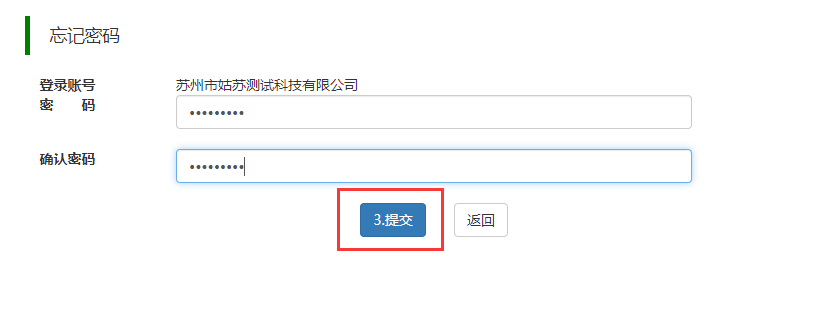 忘记密码
登录账号 苏州市姑苏测试科技有限公司
密 码 •••••••••
确认密码 •••••••••
3.提交 返回